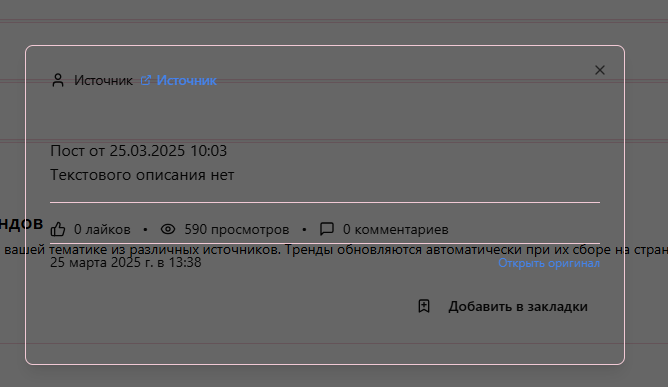 Источник Источник
Пост от 25.03.2025 10:03
Текстового описания нет
ндов
0 лайков • 590 просмотров • 0 комментариев
вашей тематике из различных источников. Тренды обновляются автоматически при их сборе на стран
25 марта 2025 г. в 13:38 Открыть оригинал
Добавить в закладки